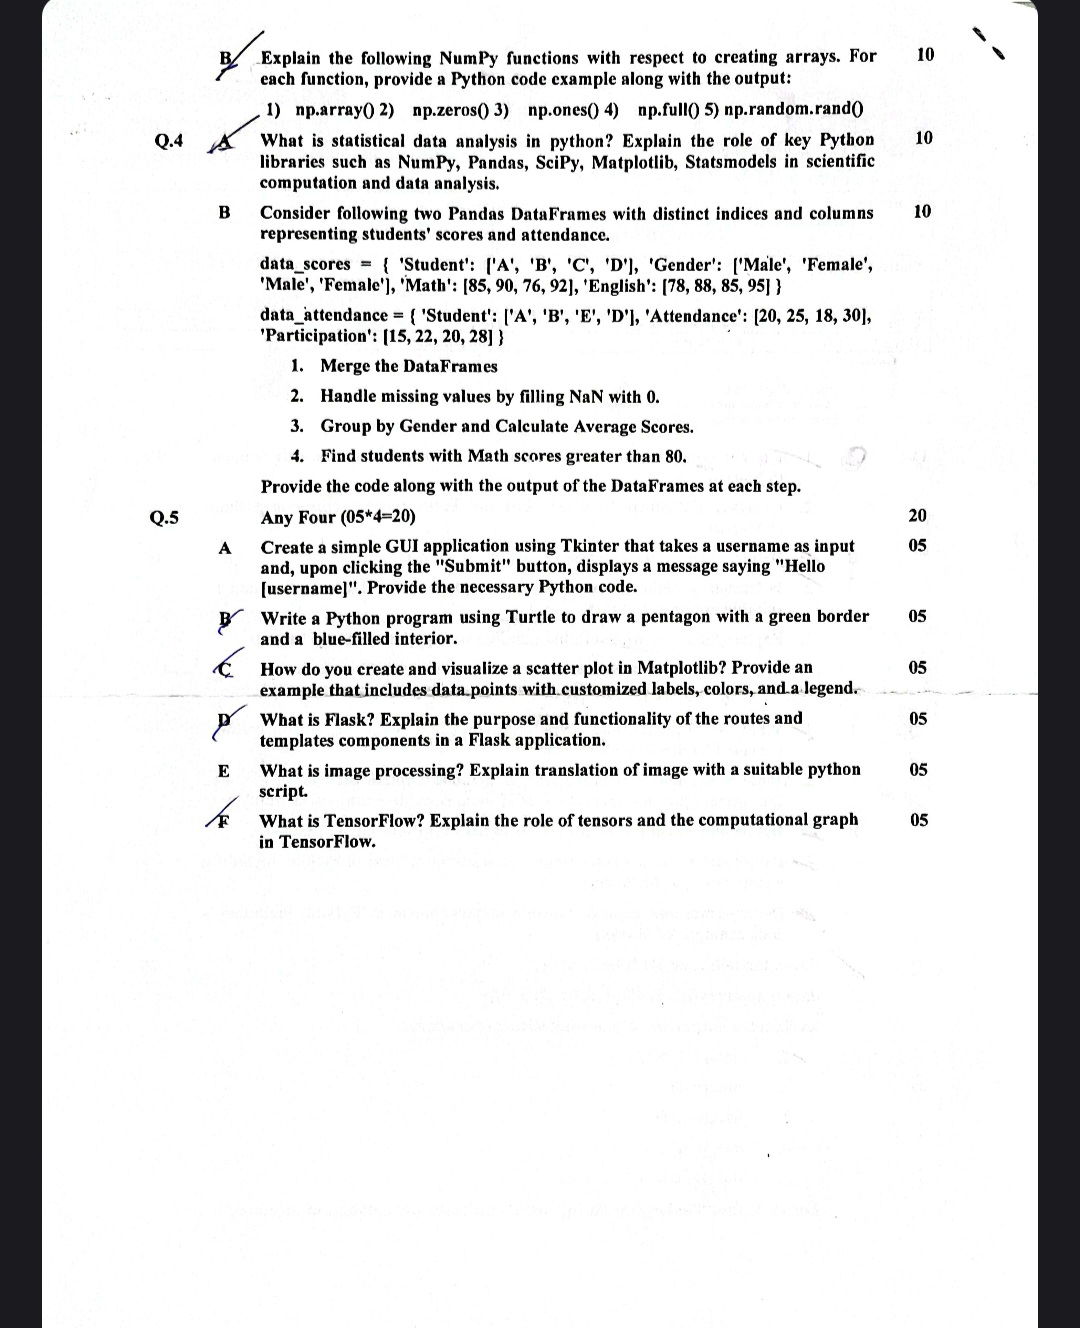 B Explain the following NumPy functions with respect to creating arrays. For 10
each function, provide a Python code example along with the output:
1) np.array() 2) np.zeros() 3) np.ones() 4) np.full() 5) np.random.rand()
Q.4 A What is statistical data analysis in python? Explain the role of key Python 10
libraries such as NumPy, Pandas, SciPy, Matplotlib, Statsmodels in scientific
computation and data analysis.
B Consider following two Pandas DataFrames with distinct indices and columns 10
representing students' scores and attendance.
data_scores = { 'Student': ['A', 'B', 'C', 'D'], 'Gender': ['Male', 'Female',
'Male', 'Female'], 'Math': [85, 90, 76, 92], 'English': [78, 88, 85, 95] }
data_attendance = { 'Student': ['A', 'B', 'E', 'D'], 'Attendance': [20, 25, 18, 30],
'Participation': [15, 22, 20, 28] }
1. Merge the DataFrames
2. Handle missing values by filling NaN with 0.
3. Group by Gender and Calculate Average Scores.
4. Find students with Math scores greater than 80.
Provide the code along with the output of the DataFrames at each step.
Q.5 Any Four (05*4=20) 20
A Create a simple GUI application using Tkinter that takes a username as input 05
and, upon clicking the "Submit" button, displays a message saying "Hello
[username]". Provide the necessary Python code.
B Write a Python program using Turtle to draw a pentagon with a green border 05
and a blue-filled interior.
C How do you create and visualize a scatter plot in Matplotlib? Provide an 05
example that includes data points with customized labels, colors, and a legend.
D What is Flask? Explain the purpose and functionality of the routes and 05
templates components in a Flask application.
E What is image processing? Explain translation of image with a suitable python 05
script.
F What is TensorFlow? Explain the role of tensors and the computational graph 05
in TensorFlow.